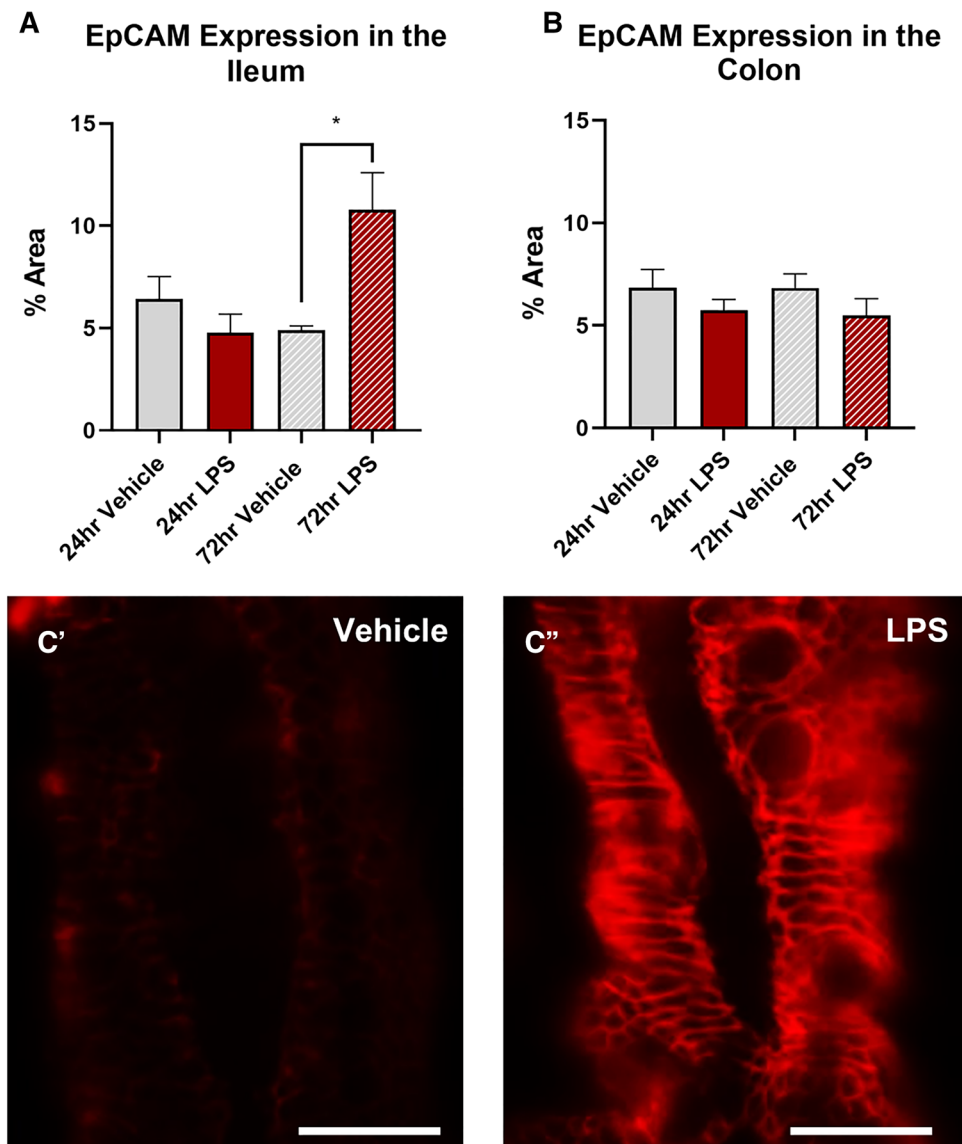 A
EpCAM Expression in the
Ileum
% Area
15
10
5
0
*
24hr Vehicle
24hr LPS
72hr Vehicle
72hr LPS
B
EpCAM Expression in the
Colon
% Area
15
10
5
0
24hr Vehicle
24hr LPS
72hr Vehicle
72hr LPS
C’
Vehicle
C”
LPS